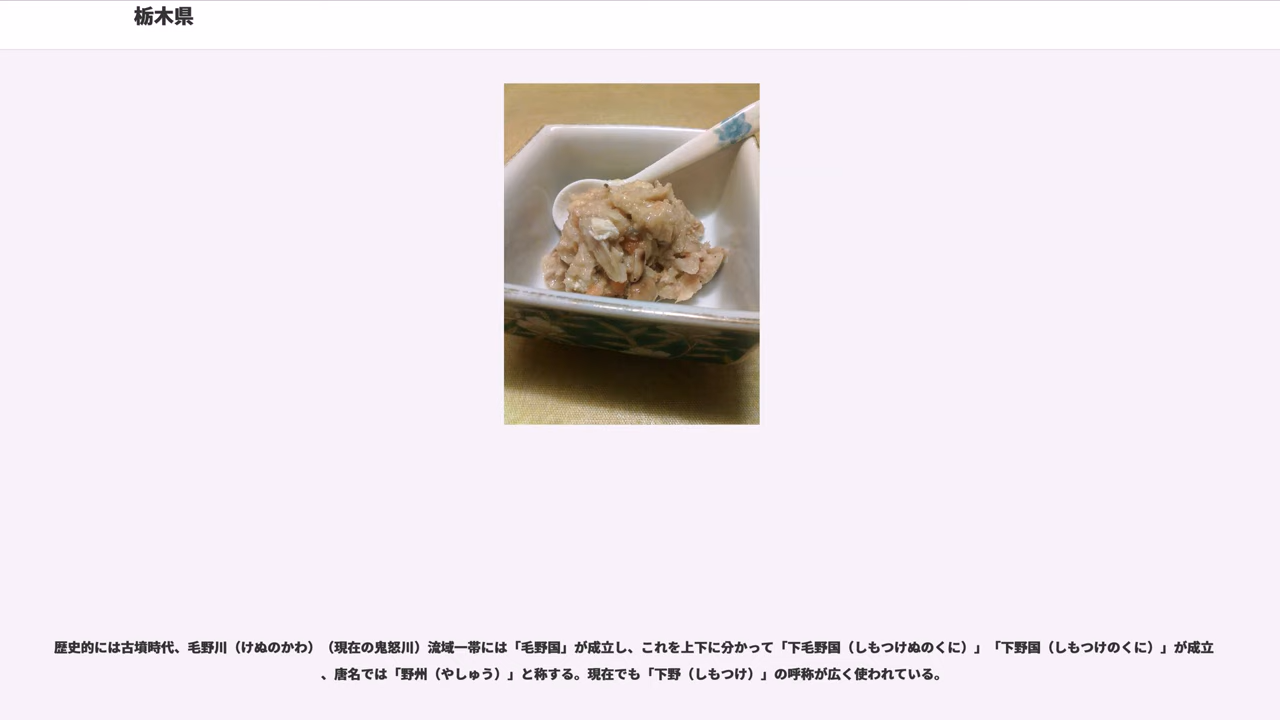 栃木県
歴史的には古墳時代、毛野川（けぬのかわ）（現在の鬼怒川）流域一帯には「毛野国」が成立し、これを上下に分かって「下毛野国（しもつけぬのくに）」「下野国（しもつけのくに）」が成立
、唐名では「野州（やしゅう）」と称する。現在でも「下野（しもつけ）」の呼称が広く使われている。